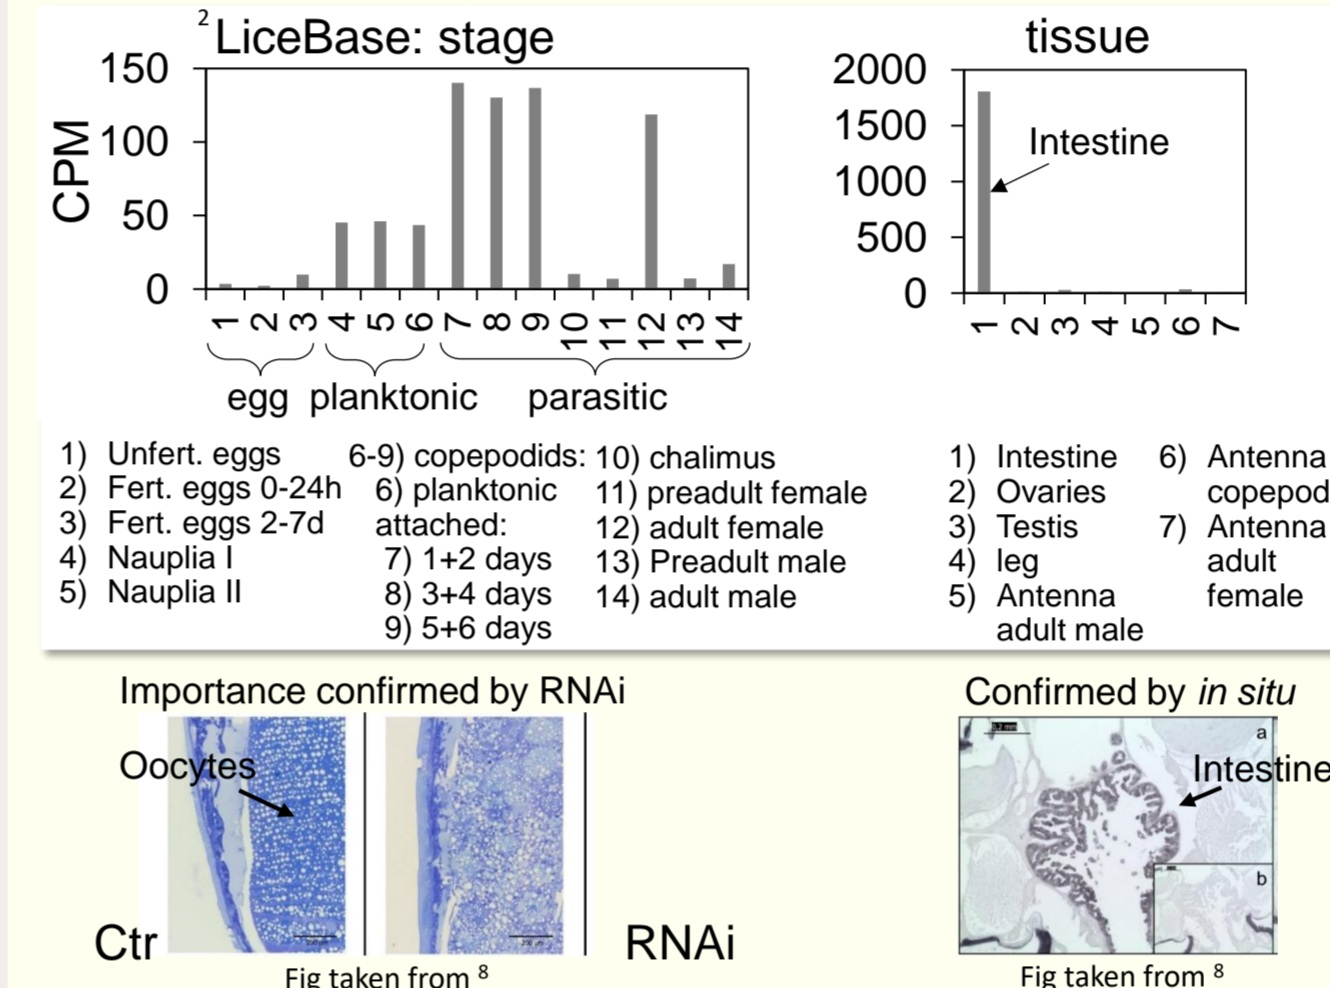 2 LiceBase: stage
CPM
150
100
50
0
1 2 3 4 5 6 7 8 9 10 11 12 13 14
egg planktonic parasitic
tissue
2000
1500
1000
500
0
Intestine
1 2 3 4 5 6 7
1) Unfert. eggs
2) Fert. eggs 0-24h
3) Fert. eggs 2-7d
4) Nauplia I
5) Nauplia II
6-9) copepodids:
6) planktonic
attached:
7) 1+2 days
8) 3+4 days
9) 5+6 days
10) chalimus
11) preadult female
12) adult female
13) Preadult male
14) adult male
1) Intestine
2) Ovaries
3) Testis
4) leg
5) Antenna
adult male
6) Antenna
copepod
7) Antenna
adult
female
Importance confirmed by RNAi
Oocytes
Ctr
RNAi
Fig taken from 8
Confirmed by in situ
a
Intestine
b
Fig taken from 8